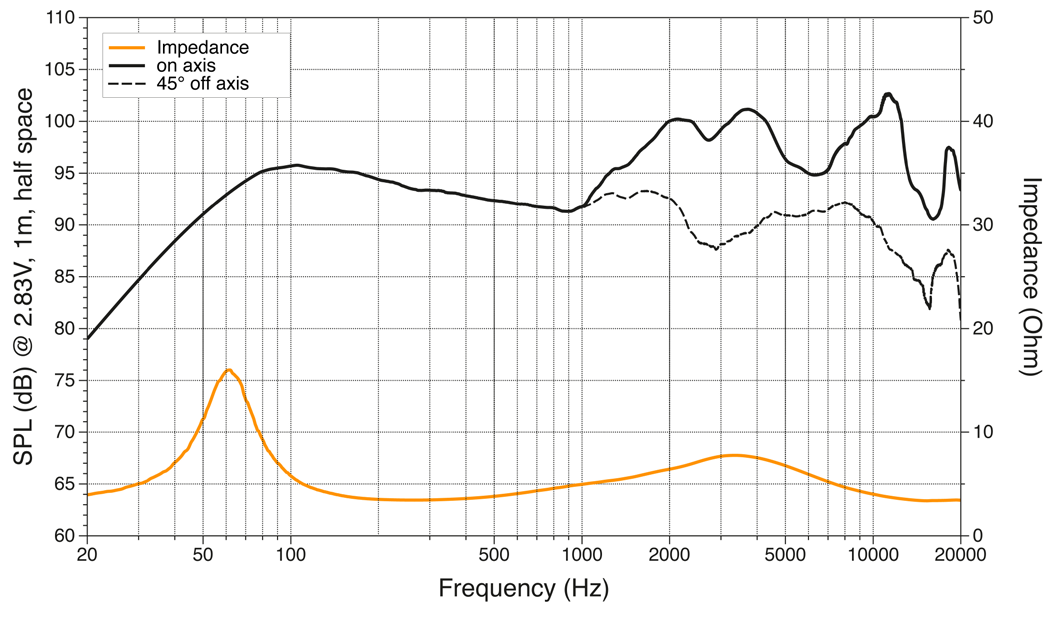 110
105
100
95
90
85
80
75
70
65
60
SPL (dB) @ 2.83V, 1m, half space
Impedance
on axis
45° off axis
50
40
30
20
10
0
Impedance (Ohm)
20 50 100 500 1000 2000 5000 10000 20000
Frequency (Hz)